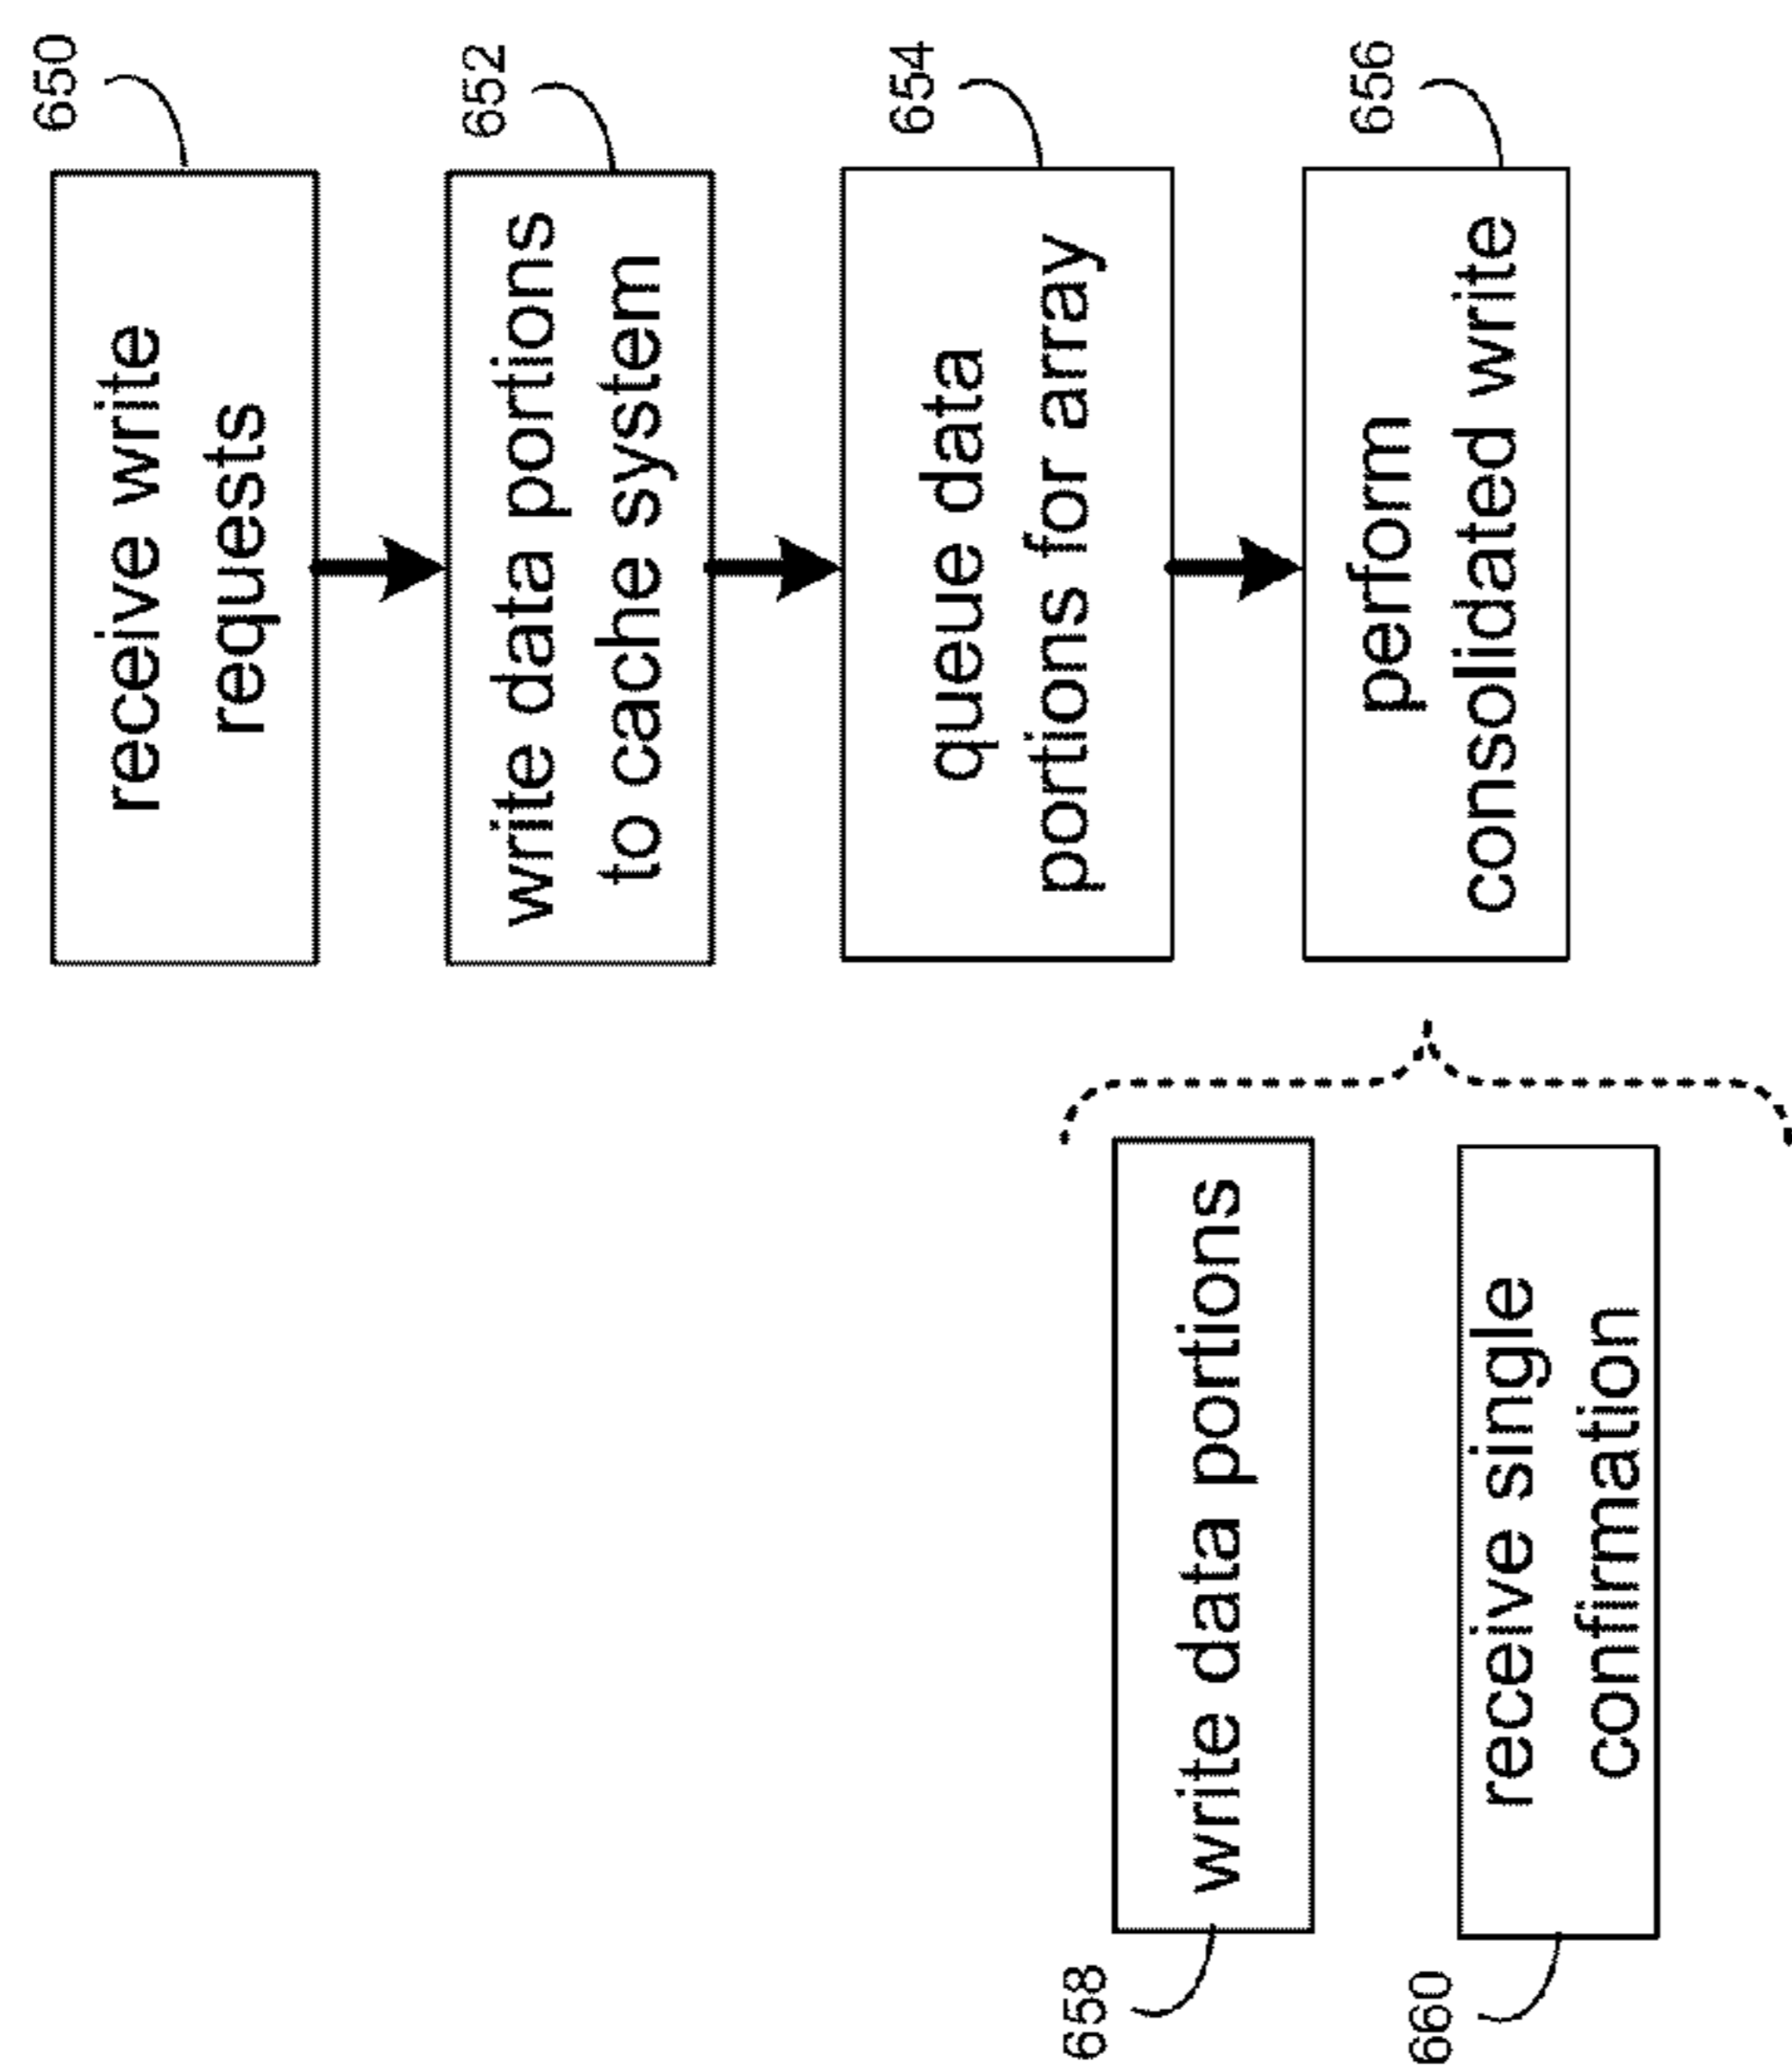 650
receive write
requests
652
write data portions
to cache system
654
queue data
portions for array
656
perform
consolidated write
658
write data portions
660
receive single
confirmation